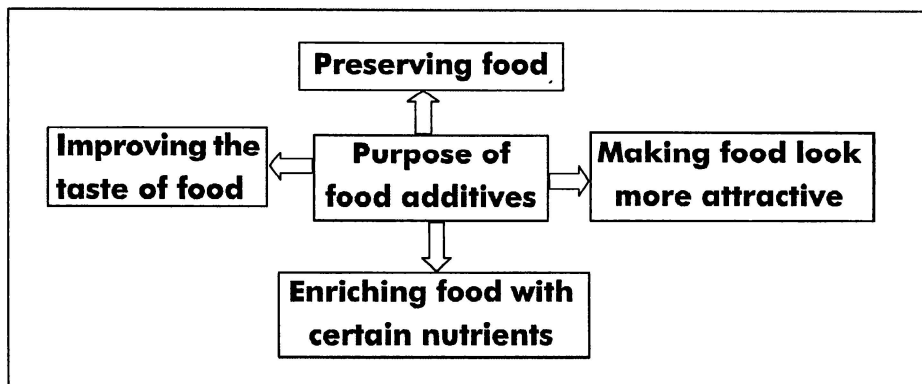 Preserving food
Improving the
taste of food
Purpose of
food additives
Making food look
more attractive
Enriching food with
certain nutrients